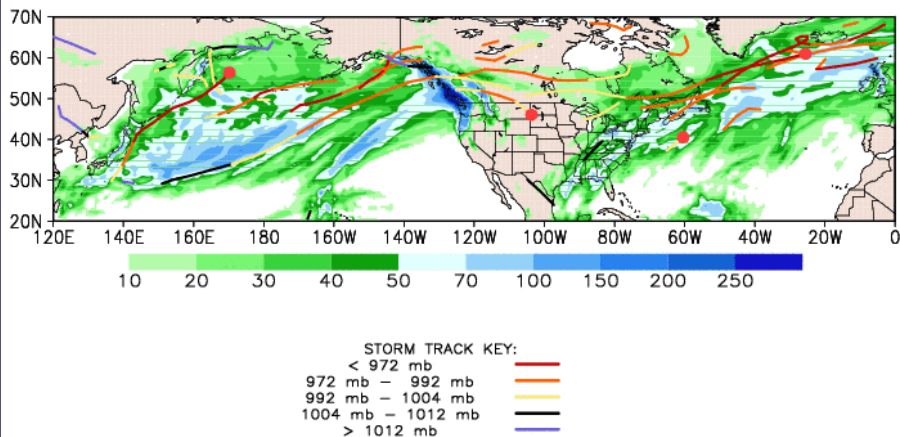 70N
60N
50N
40N
30N
20N
120E 140E 160E 180 160W 140W 120W 100W 80W 60W 40W 20W 0
10 20 30 40 50 70 100 150 200 250
STORM TRACK KEY:
< 972 mb
972 mb – 992 mb
992 mb – 1004 mb
1004 mb – 1012 mb
> 1012 mb